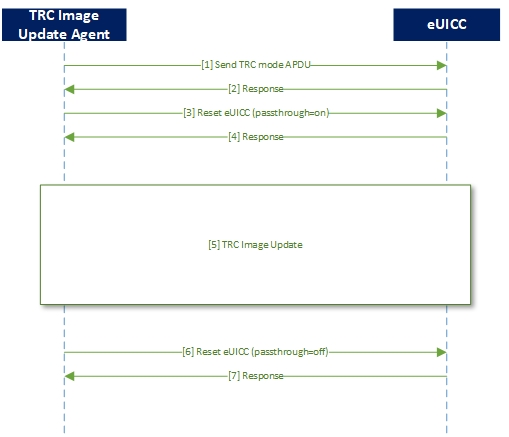 TRC Image
Update Agent
eUICC
[1] Send TRC mode APDU
[2] Response
[3] Reset eUICC (passthrough=on)
[4] Response
[5] TRC Image Update
[6] Reset eUICC (passthrough=off)
[7] Response